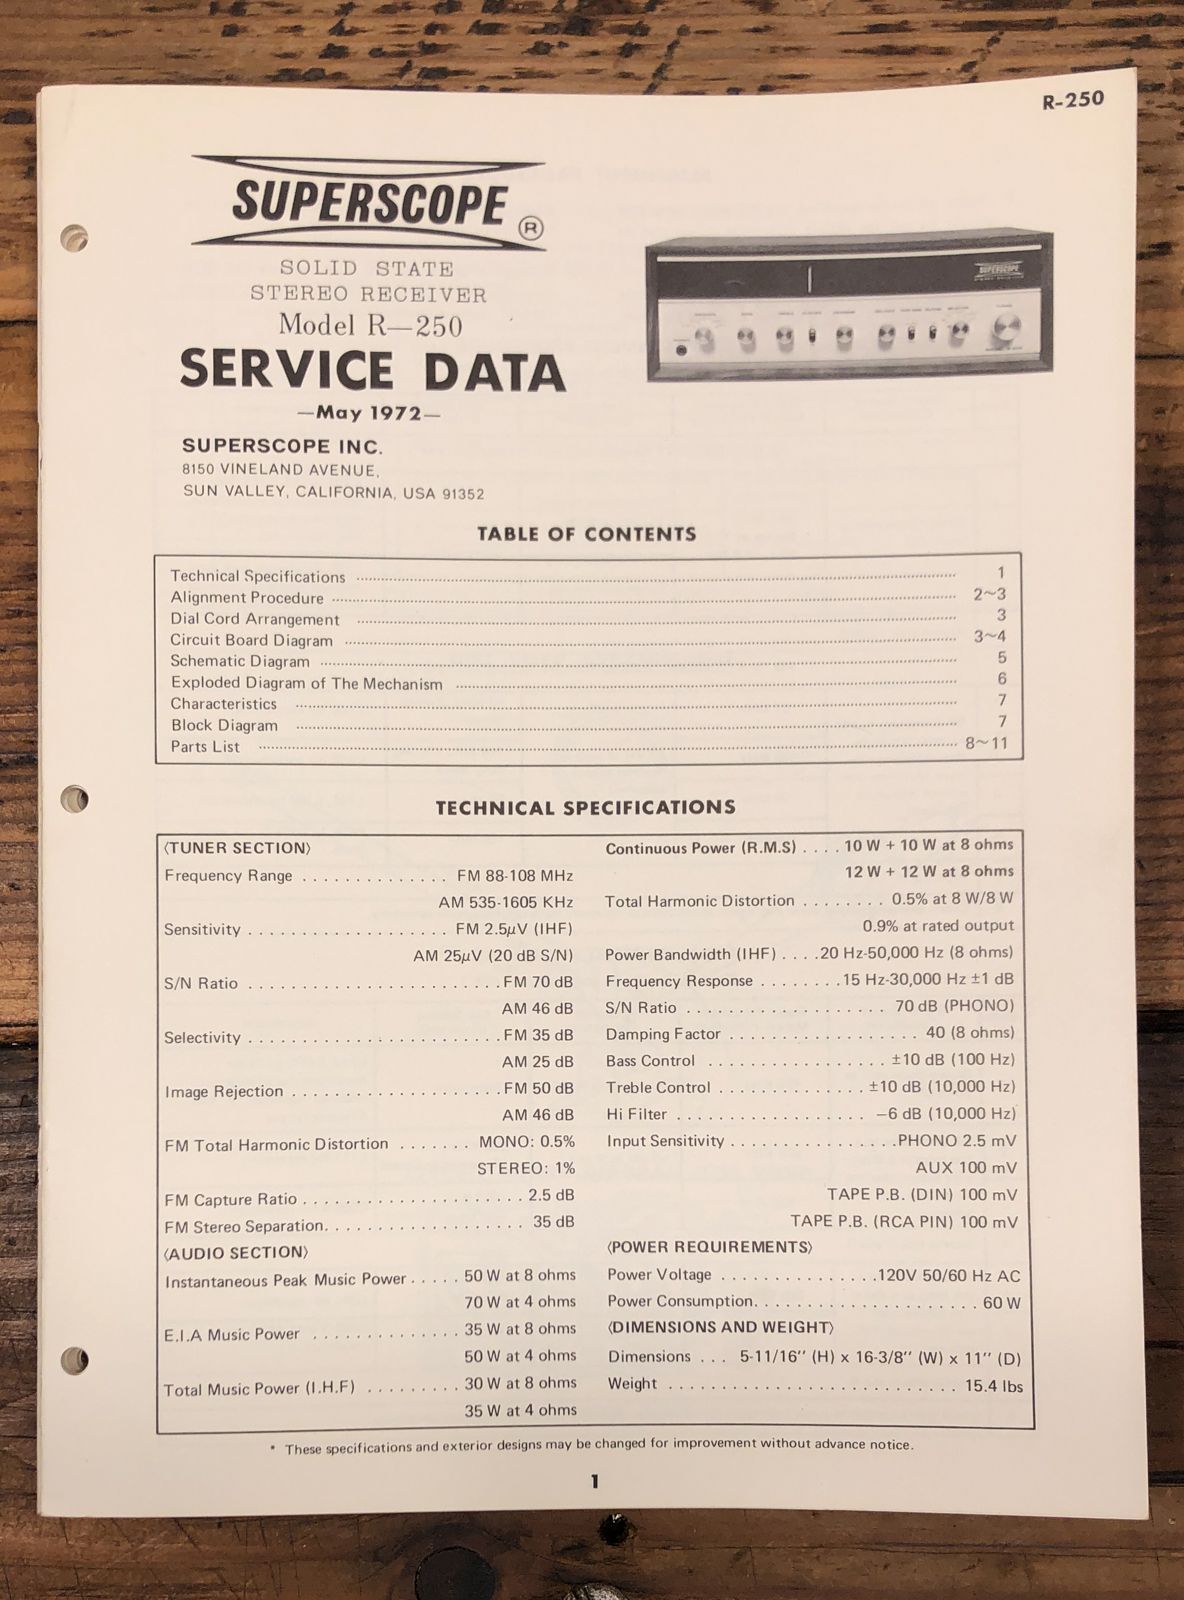 R-250
SUPERSCOPE ®
SOLID STATE
STEREO RECEIVER
Model R—250
SERVICE DATA
—May 1972—
SUPERSCOPE INC.
8150 VINELAND AVENUE,
SUN VALLEY, CALIFORNIA, USA 91352
SUPERSCOPE
TABLE OF CONTENTS
Technical Specifications 1
Alignment Procedure 2~3
Dial Cord Arrangement 3
Circuit Board Diagram 3~4
Schematic Diagram 5
Exploded Diagram of The Mechanism 6
Characteristics 7
Block Diagram 7
Parts List 8~11
TECHNICAL SPECIFICATIONS
〈TUNER SECTION〉
Frequency Range . . . . . . . . . . . . . . FM 88-108 MHz
AM 535-1605 KHz
Sensitivity . . . . . . . . . . . . . . . . . . . FM 2.5μV (IHF)
AM 25μV (20 dB S/N)
S/N Ratio . . . . . . . . . . . . . . . . . . . . . . . . FM 70 dB
AM 46 dB
Selectivity . . . . . . . . . . . . . . . . . . . . . . . . FM 35 dB
AM 25 dB
Image Rejection . . . . . . . . . . . . . . . . . . . . FM 50 dB
AM 46 dB
FM Total Harmonic Distortion . . . . . . . MONO: 0.5%
STEREO: 1%
FM Capture Ratio . . . . . . . . . . . . . . . . . . . . . 2.5 dB
FM Stereo Separation. . . . . . . . . . . . . . . . . . . 35 dB
〈AUDIO SECTION〉
Instantaneous Peak Music Power . . . . . 50 W at 8 ohms
70 W at 4 ohms
E.I.A Music Power . . . . . . . . . . . . . . 35 W at 8 ohms
50 W at 4 ohms
Total Music Power (I.H.F) . . . . . . . . . 30 W at 8 ohms
35 W at 4 ohms
Continuous Power (R.M.S) . . . . 10 W + 10 W at 8 ohms
12 W + 12 W at 8 ohms
Total Harmonic Distortion . . . . . . . . 0.5% at 8 W/8 W
0.9% at rated output
Power Bandwidth (IHF) . . . . 20 Hz-50,000 Hz (8 ohms)
Frequency Response . . . . . . . . 15 Hz-30,000 Hz ±1 dB
S/N Ratio . . . . . . . . . . . . . . . . . . . 70 dB (PHONO)
Damping Factor . . . . . . . . . . . . . . . . . . 40 (8 ohms)
Bass Control . . . . . . . . . . . . . . . . . ±10 dB (100 Hz)
Treble Control . . . . . . . . . . . . . . ±10 dB (10,000 Hz)
Hi Filter . . . . . . . . . . . . . . . . . . −6 dB (10,000 Hz)
Input Sensitivity . . . . . . . . . . . . . . . . PHONO 2.5 mV
AUX 100 mV
TAPE P.B. (DIN) 100 mV
TAPE P.B. (RCA PIN) 100 mV
〈POWER REQUIREMENTS〉
Power Voltage . . . . . . . . . . . . . . . 120V 50/60 Hz AC
Power Consumption. . . . . . . . . . . . . . . . . . . . . 60 W
〈DIMENSIONS AND WEIGHT〉
Dimensions . . . 5-11/16″ (H) x 16-3/8″ (W) x 11″ (D)
Weight . . . . . . . . . . . . . . . . . . . . . . . . . . . 15.4 lbs
* These specifications and exterior designs may be changed for improvement without advance notice.
1